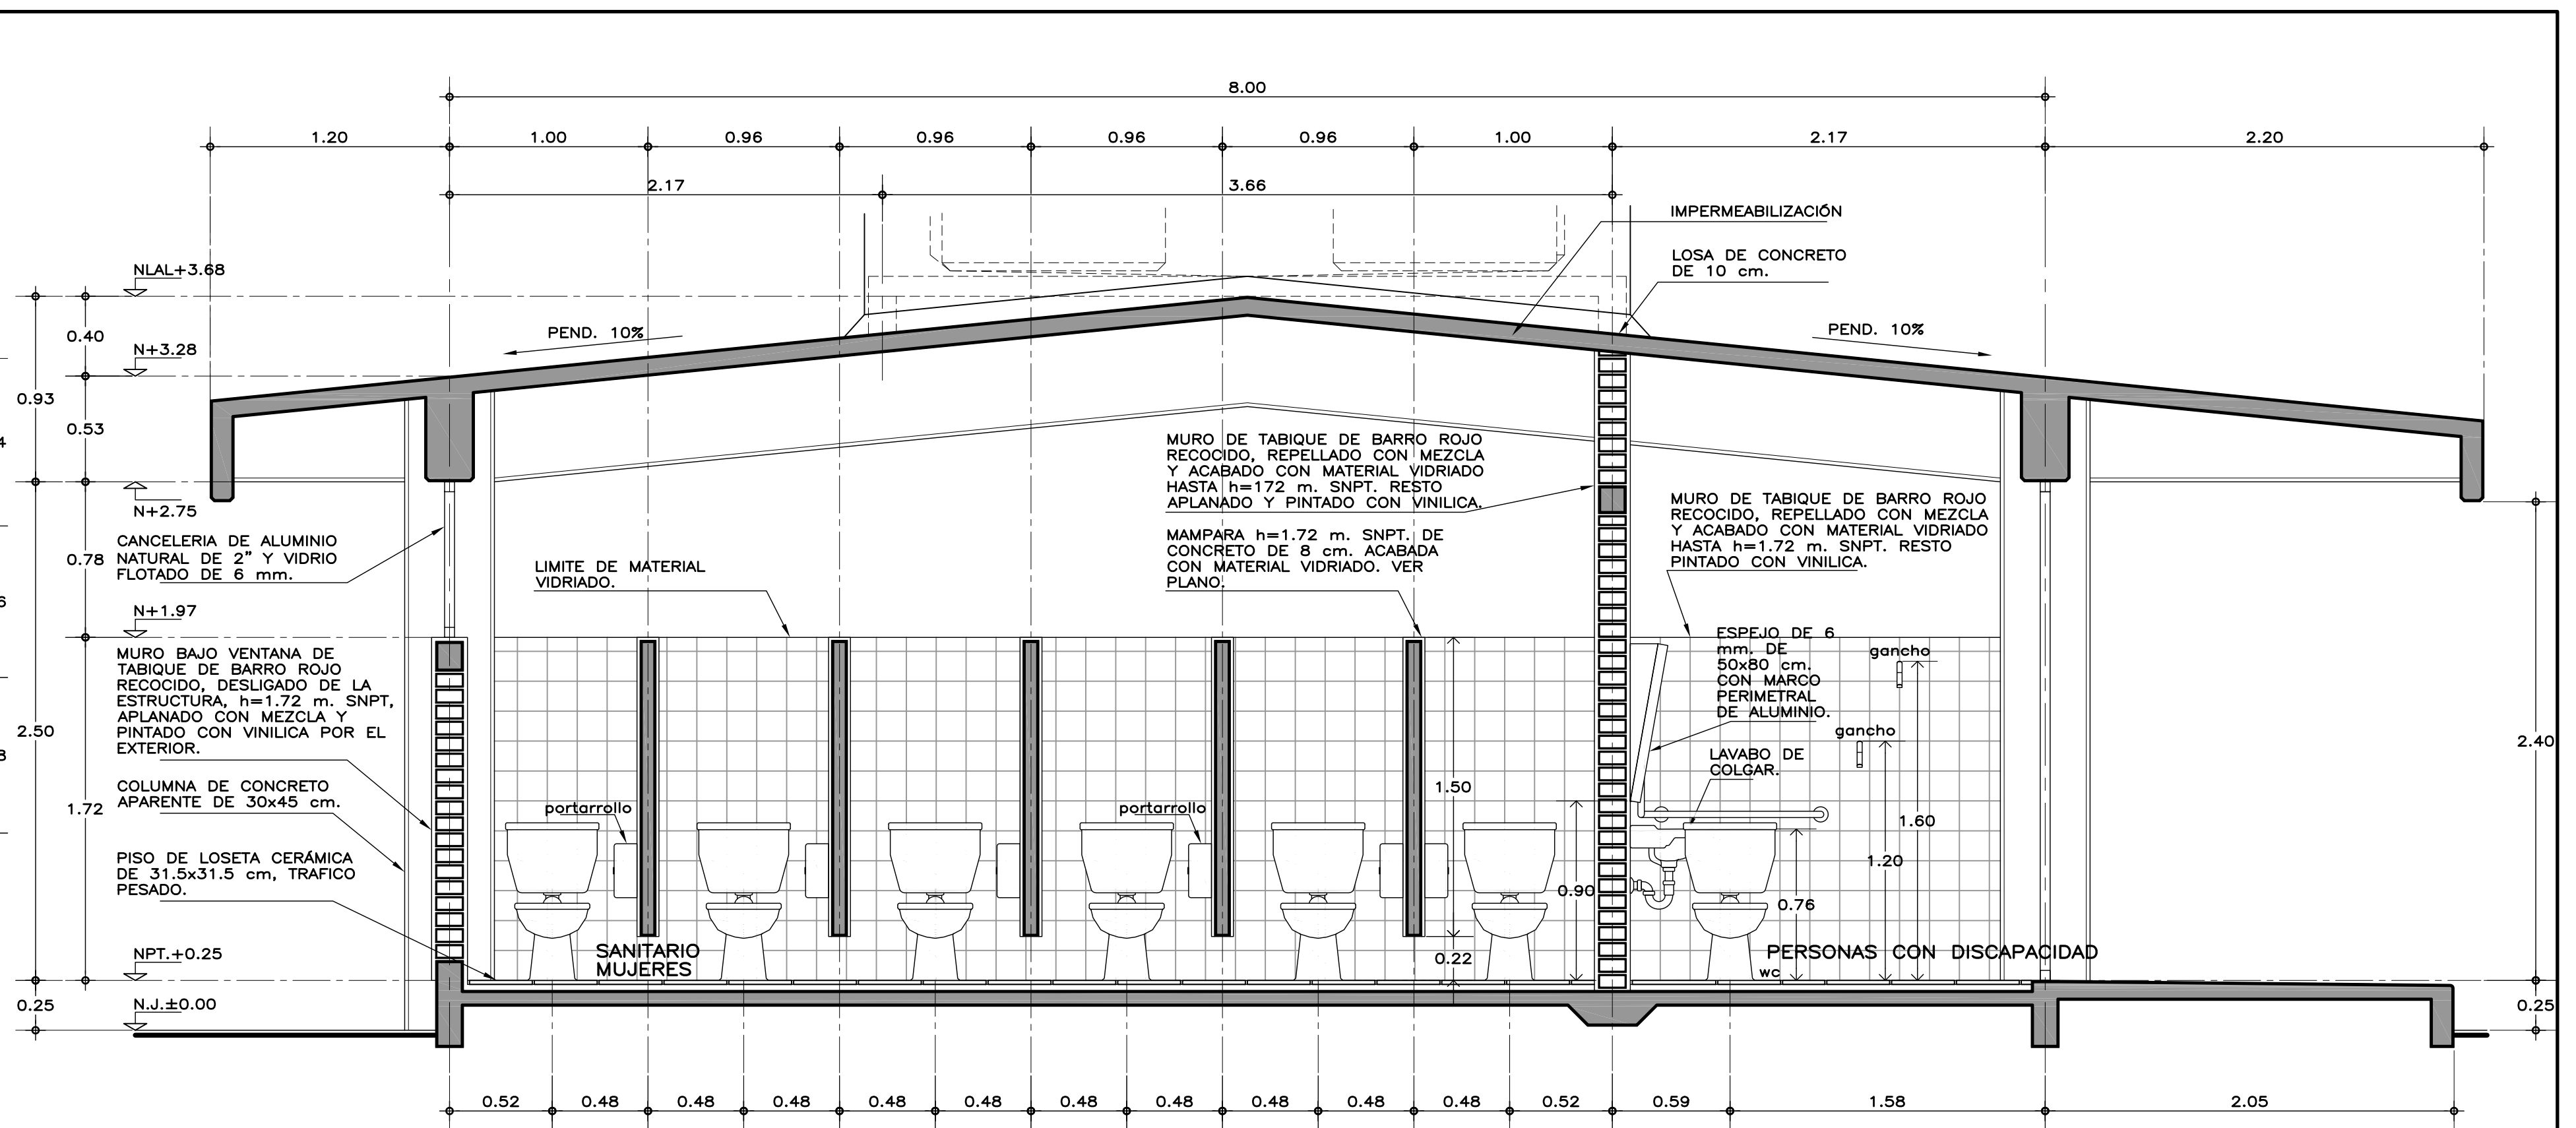 8.00
1.20
1.00
0.96
0.96
0.96
0.96
1.00
2.17
2.20
2.17
3.66
IMPERMEABILIZACIÓN
LOSA DE CONCRETO
DE 10 cm.
NLAL+3.68
0.40
PEND. 10%
PEND. 10%
N+3.28
0.93
0.53
4
N+2.75
CANCELERIA DE ALUMINIO
NATURAL DE 2" Y VIDRIO
FLOTADO DE 6 mm.
0.78
6
N+1.97
LIMITE DE MATERIAL
VIDRIADO.
MURO DE TABIQUE DE BARRO ROJO
RECOCIDO, REPELLADO CON MEZCLA
Y ACABADO CON MATERIAL VIDRIADO
HASTA h=172 m. SNPT. RESTO
APLANADO Y PINTADO CON VINILICA.
MAMPARA h=1.72 m. SNPT. DE
CONCRETO DE 8 cm. ACABADA
CON MATERIAL VIDRIADO. VER
PLANO.
MURO DE TABIQUE DE BARRO ROJO
RECOCIDO, REPELLADO CON MEZCLA
Y ACABADO CON MATERIAL VIDRIADO
HASTA h=1.72 m. SNPT. RESTO
PINTADO CON VINILICA.
MURO BAJO VENTANA DE
TABIQUE DE BARRO ROJO
RECOCIDO, DESLIGADO DE LA
ESTRUCTURA, h=1.72 m. SNPT,
APLANADO CON MEZCLA Y
PINTADO CON VINILICA POR EL
EXTERIOR.
2.50
8
COLUMNA DE CONCRETO
APARENTE DE 30x45 cm.
1.72
PISO DE LOSETA CERÁMICA
DE 31.5x31.5 cm, TRAFICO
PESADO.
ESPEJO DE 6
mm. DE
50x80 cm.
CON MARCO
PERIMETRAL
DE ALUMINIO.
gancho
gancho
LAVABO DE
COLGAR.
2.40
portarrollo
portarrollo
1.50
1.60
1.20
0.90
0.76
NPT.+0.25
SANITARIO
MUJERES
0.22
PERSONAS CON DISCAPACIDAD
wc
0.25
N.J.±0.00
0.25
0.52
0.48
0.48
0.48
0.48
0.48
0.48
0.48
0.48
0.48
0.48
0.52
0.59
1.58
2.05